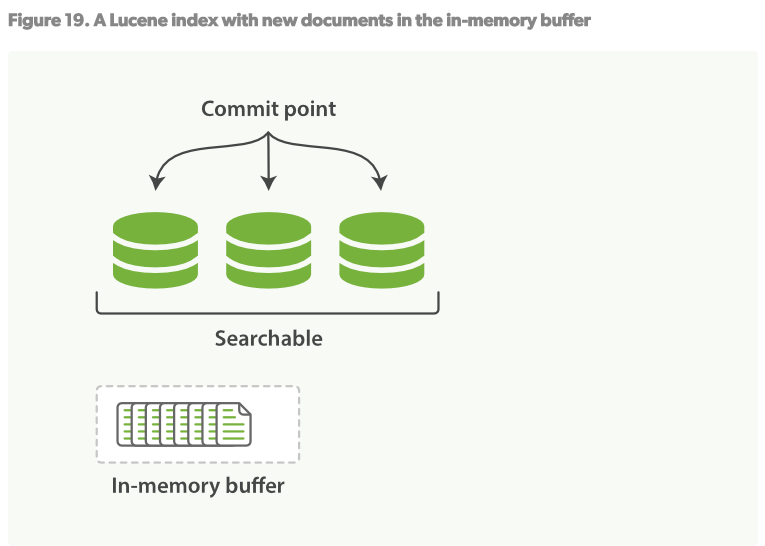 Figure 19. A Lucene index with new documents in the in-memory buffer
Commit point
Searchable
In-memory buffer